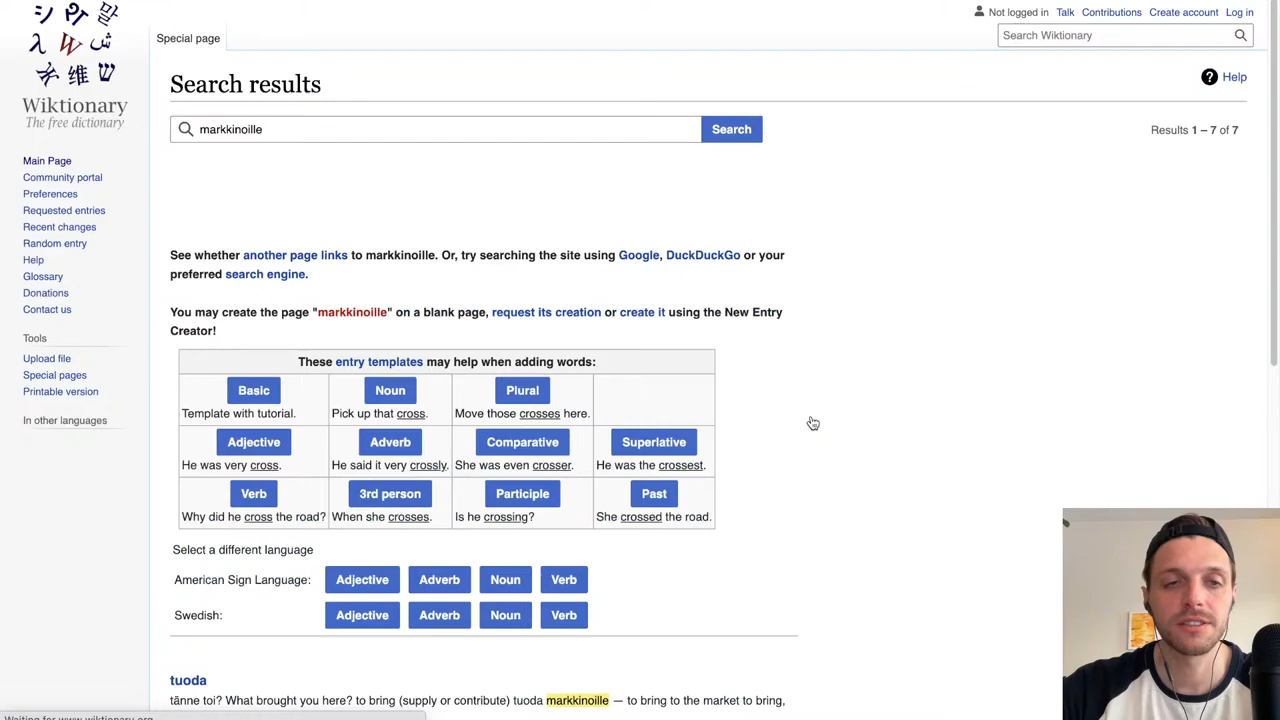 Not logged in Talk Contributions Create account Log in
Special page
Search Wiktionary
Wiktionary
The free dictionary
Search results
Help
markkinoille
Search
Results 1 – 7 of 7
Main Page
Community portal
Preferences
Requested entries
Recent changes
Random entry
Help
Glossary
Donations
Contact us
Tools
Upload file
Special pages
Printable version
In other languages
See whether another page links to markkinoille. Or, try searching the site using Google, DuckDuckGo or your
preferred search engine.
You may create the page "markkinoille" on a blank page, request its creation or create it using the New Entry
Creator!
These entry templates may help when adding words:
Basic Noun Plural
Template with tutorial. Pick up that cross. Move those crosses here.
Adjective Adverb Comparative Superlative
He was very cross. He said it very crossly. She was even crosser. He was the crossest.
Verb 3rd person Participle Past
Why did he cross the road? When she crosses. Is he crossing? She crossed the road.
Select a different language
American Sign Language: Adjective Adverb Noun Verb
Swedish: Adjective Adverb Noun Verb
tuoda
tänne toi? What brought you here? to bring (supply or contribute) tuoda markkinoille — to bring to the market to bring,